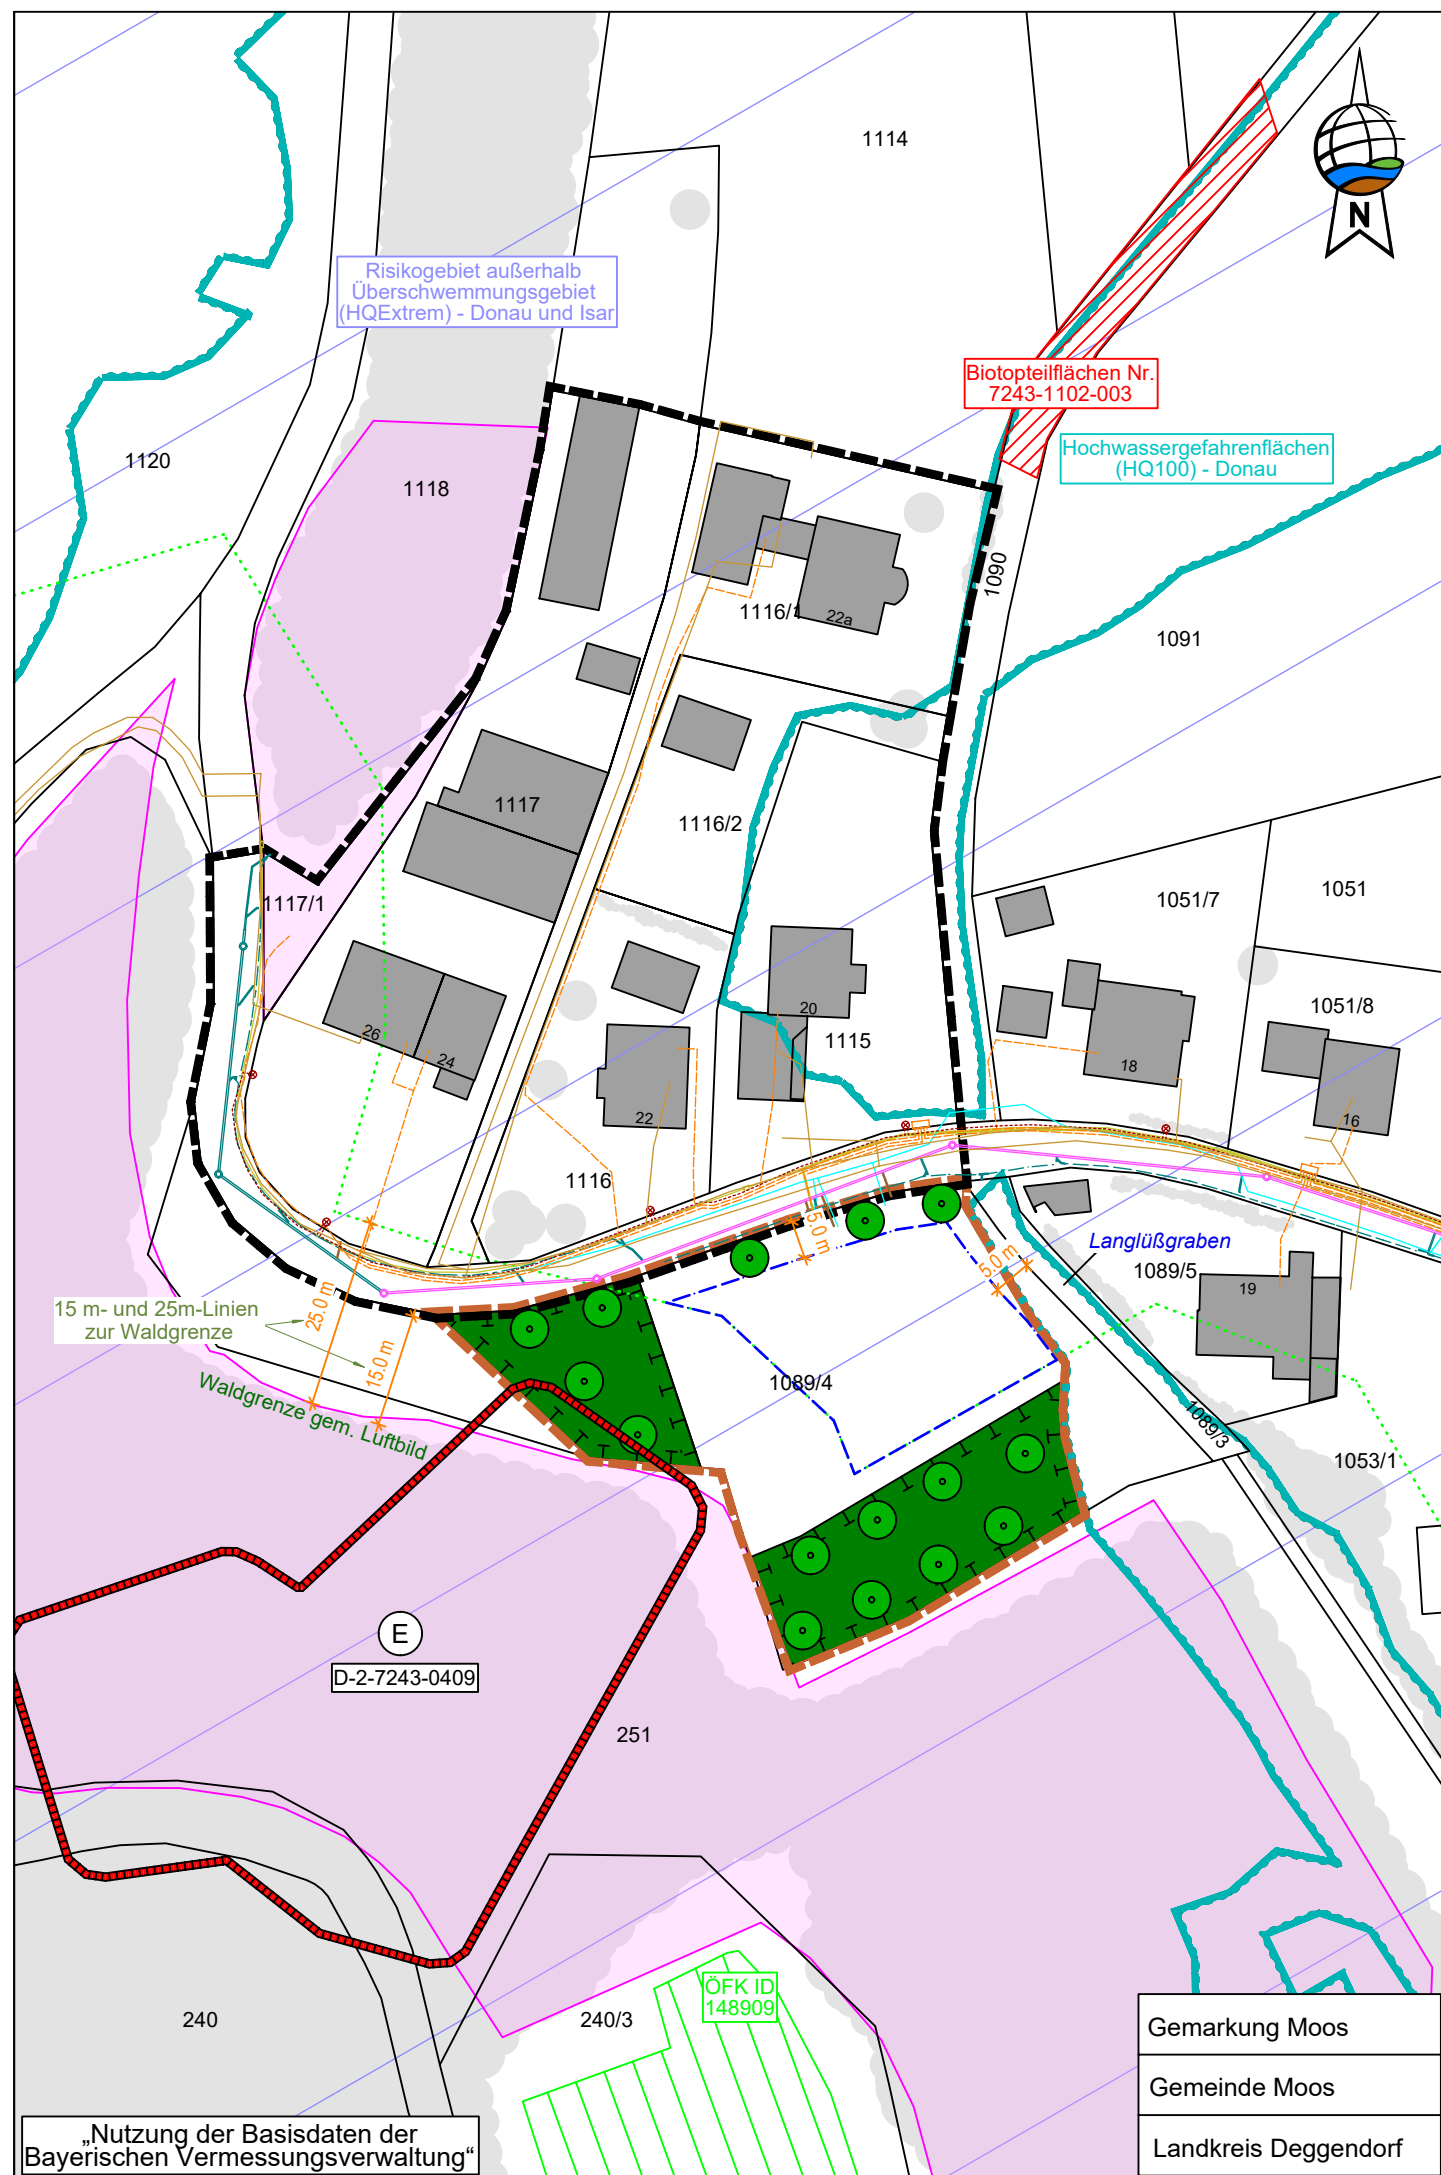 1114
N
Risikogebiet außerhalb
Überschwemmungsgebiet
(HQExtrem) - Donau und Isar
Biotopteilflächen Nr.
7243-1102-003
Hochwassergefahrenflächen
(HQ100) - Donau
1120
1118
1090
1116/1
22a
1091
1117
1116/2
1051/7
1051
1117/1
1051/8
20
1115
26
24
22
18
16
1116
5.0 m
5.0 m
Langlüßgraben
1089/5
19
15 m- und 25m-Linien
zur Waldgrenze
25.0 m
15.0 m
Waldgrenze gem. Luftbild
1089/4
1089/3
1053/1
E
D-2-7243-0409
251
ÖFK ID
148909
240
240/3
Gemarkung Moos
Gemeinde Moos
Landkreis Deggendorf
„Nutzung der Basisdaten der
Bayerischen Vermessungsverwaltung“